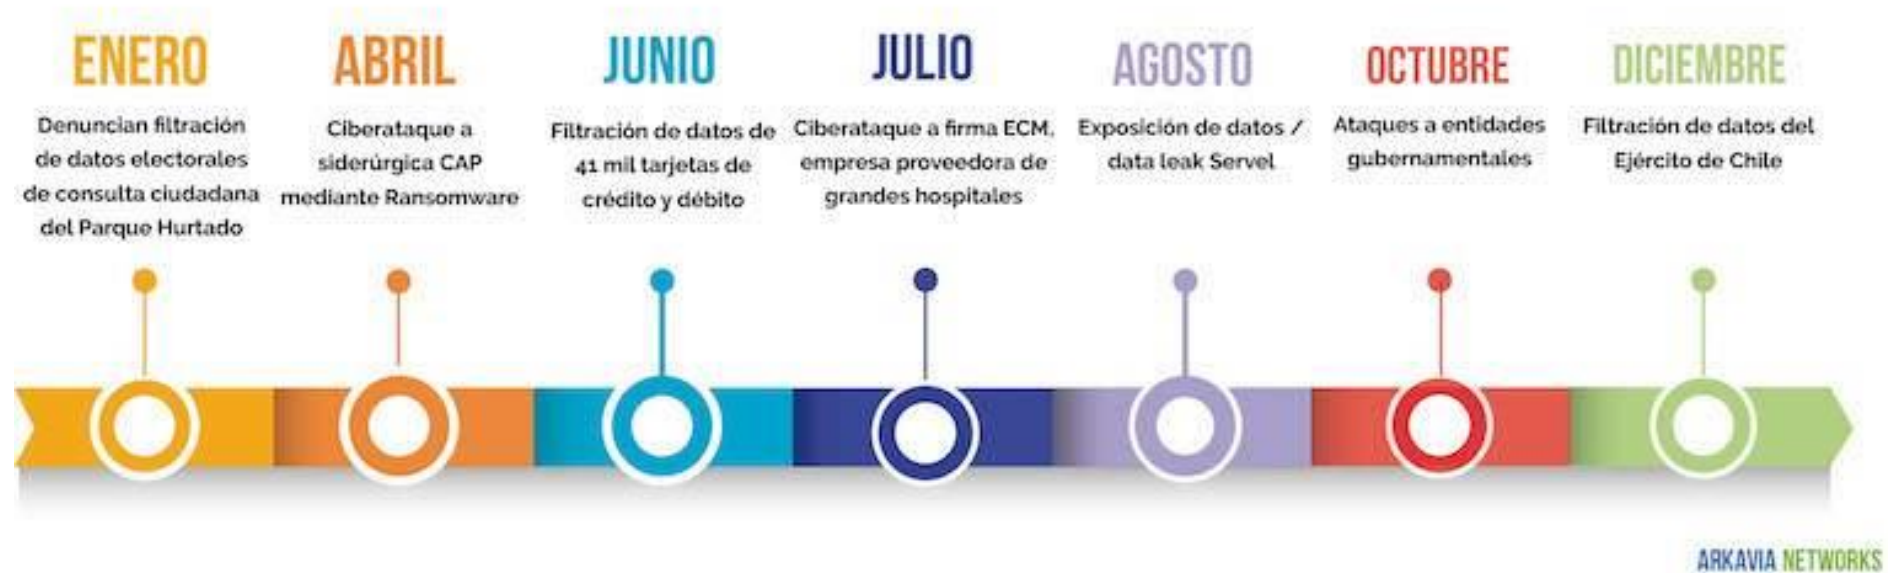 ENERO
Denuncian filtración
de datos electorales
de consulta ciudadana
del Parque Hurtado
ABRIL
Ciberataque a
siderúrgica CAP
mediante Ransomware
JUNIO
Filtración de datos de
41 mil tarjetas de
crédito y débito
JULIO
Ciberataque a firma ECM,
empresa proveedora de
grandes hospitales
AGOSTO
Exposición de datos /
data leak Servel
OCTUBRE
Ataques a entidades
gubernamentales
DICIEMBRE
Filtración de datos del
Ejército de Chile
ARKAVIA NETWORKS